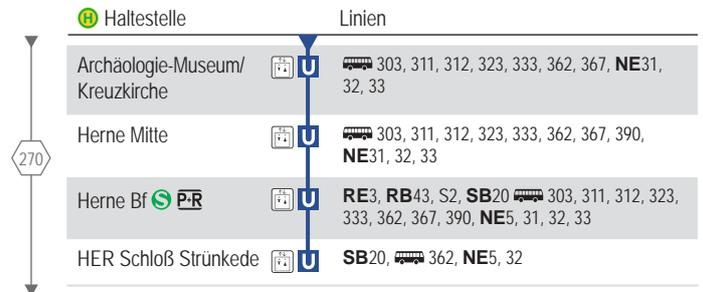 H Haltestelle Linien
Archäologie-Museum/ U 303, 311, 312, 323, 333, 362, 367, NE31,
Kreuzkirche 32, 33
Herne Mitte U 303, 311, 312, 323, 333, 362, 367, 390,
NE31, 32, 33
270
Herne Bf S P+R U RE3, RB43, S2, SB20 303, 311, 312, 323,
333, 362, 367, 390, NE5, 31, 32, 33
HER Schloß Strünkede U SB20, 362, NE5, 32